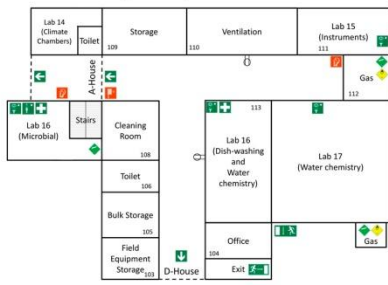 Lab 14
(Climate
Chambers)
Toilet
Storage
109
Ventilation
110
Lab 15
(Instruments)
111
Gas
112
A-House
Lab 16
(Microbial)
Stairs
Cleaning
Room
108
Toilet
106
Bulk Storage
105
Field
Equipment
Storage
103
D-House
113
Lab 16
(Dish-washing
and
Water
chemistry)
Lab 17
(Water chemistry)
Office
104
Exit
Gas